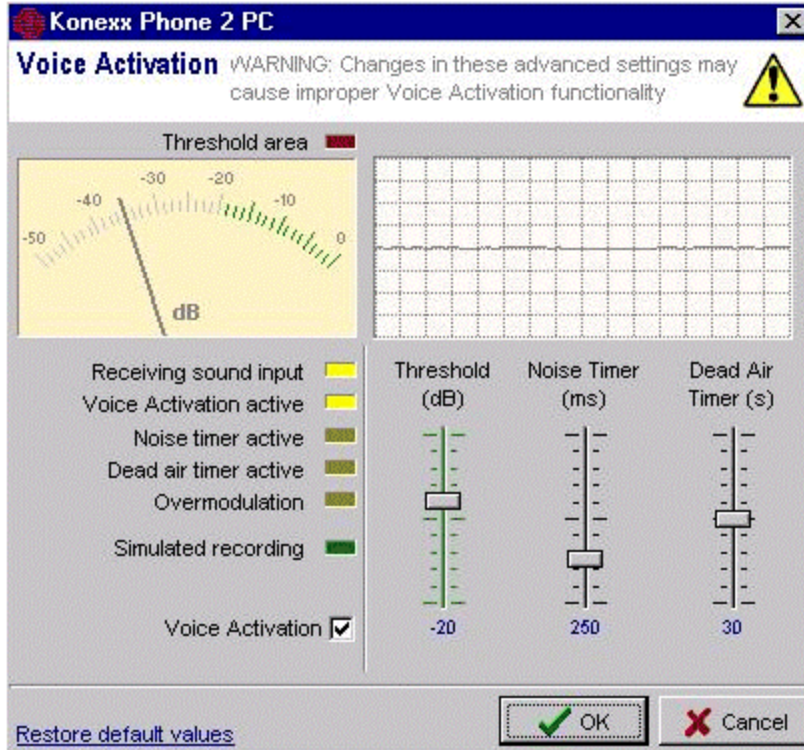 Konexx Phone 2 PC
Voice Activation WARNING: Changes in these advanced settings may
cause improper Voice Activation functionality
Threshold area
-50 -40 -30 -20 -10 0
dB
Receiving sound input
Voice Activation active
Noise timer active
Dead air timer active
Overmodulation
Simulated recording
Voice Activation
Threshold Noise Timer Dead Air
(dB) (ms) Timer (s)
-20 250 30
Restore default values
OK Cancel